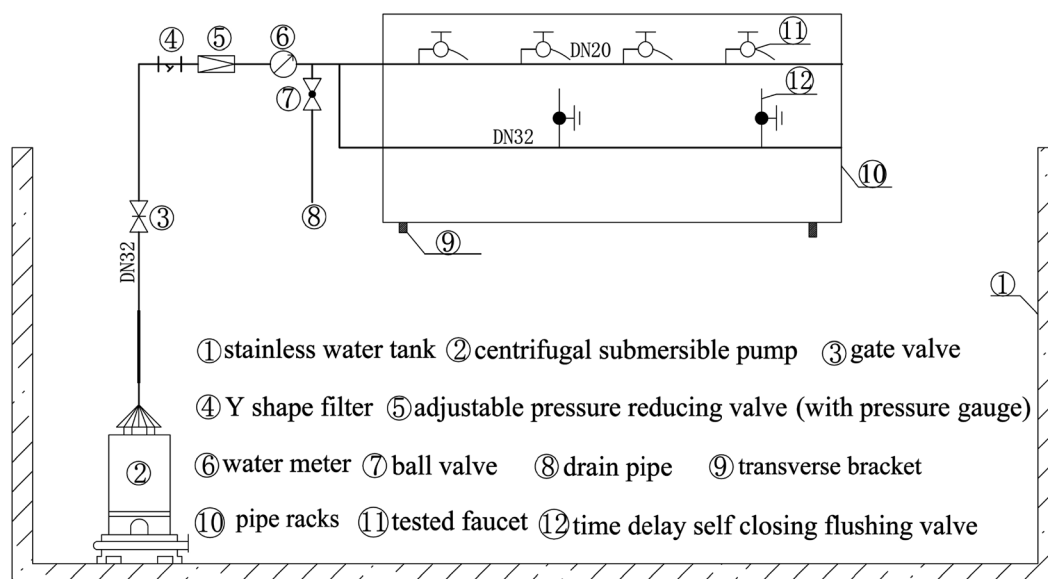 ④ ⑤ ⑥ ⑪
DN20
⑦ ⑫
DN32
⑩
③ ⑧
⑨
DN32
①
①stainless water tank ②centrifugal submersible pump ③gate valve
④Y shape filter ⑤adjustable pressure reducing valve (with pressure gauge)
②
⑥water meter ⑦ball valve ⑧drain pipe ⑨transverse bracket
⑩ pipe racks ⑪tested faucet ⑫time delay self closing flushing valve